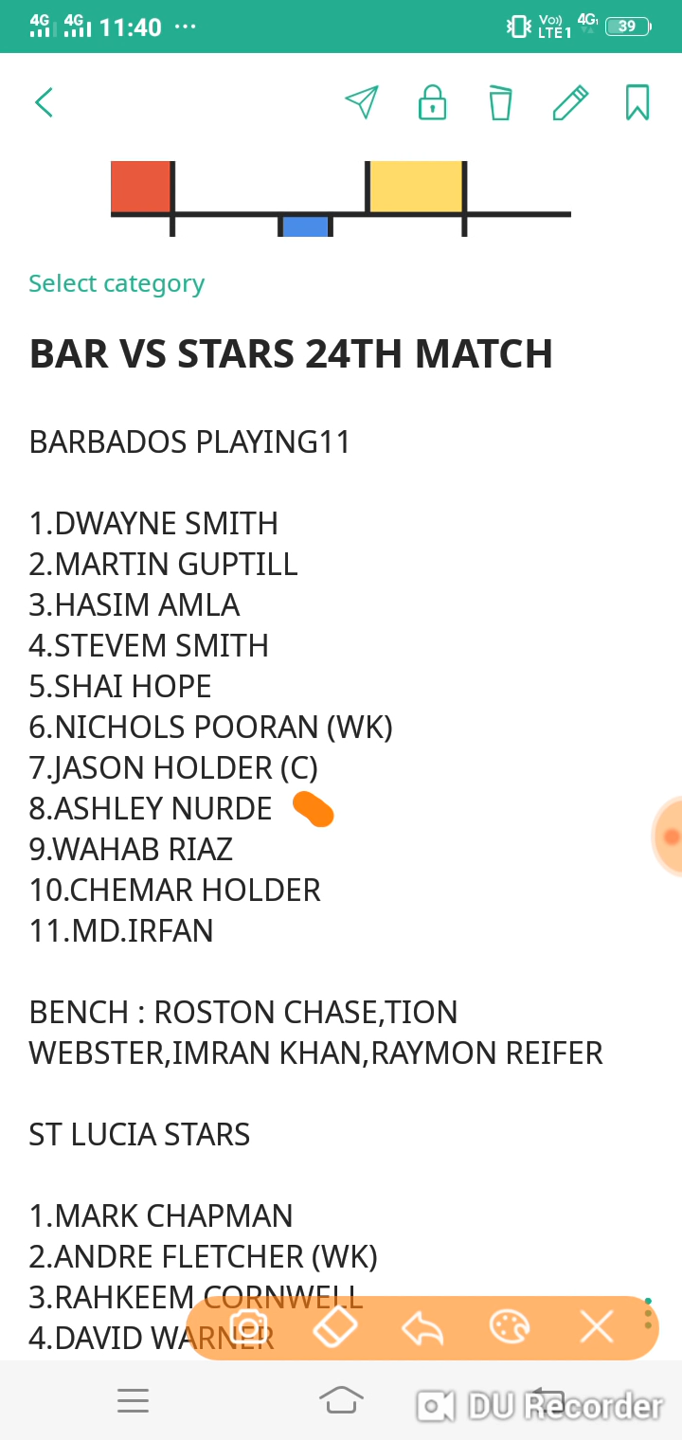 4G 4G 11:40 ...
Vo)) LTE1 4G 39
Select category
BAR VS STARS 24TH MATCH
BARBADOS PLAYING11
1.DWAYNE SMITH
2.MARTIN GUPTILL
3.HASIM AMLA
4.STEVEM SMITH
5.SHAI HOPE
6.NICHOLS POORAN (WK)
7.JASON HOLDER (C)
8.ASHLEY NURDE
9.WAHAB RIAZ
10.CHEMAR HOLDER
11.MD.IRFAN
BENCH : ROSTON CHASE,TION
WEBSTER,IMRAN KHAN,RAYMON REIFER
ST LUCIA STARS
1.MARK CHAPMAN
2.ANDRE FLETCHER (WK)
3.RAHKEEM CORNWELL
4.DAVID WARNER
DU Recorder